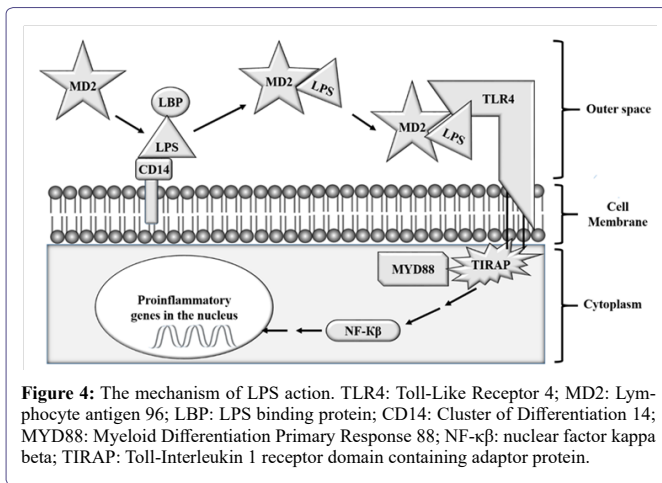 MD2
LBP
LPS
CD14
MD2
LPS
MD2
LPS
TLR4
Outer space
Cell
Membrane
MYD88
TIRAP
Cytoplasm
Proinflammatory
genes in the nucleus
NF-Kβ
Figure 4: The mechanism of LPS action. TLR4: Toll-Like Receptor 4; MD2: Lym-
phocyte antigen 96; LBP: LPS binding protein; CD14: Cluster of Differentiation 14;
MYD88: Myeloid Differentiation Primary Response 88; NF-κβ: nuclear factor kappa
beta; TIRAP: Toll-Interleukin 1 receptor domain containing adaptor protein.